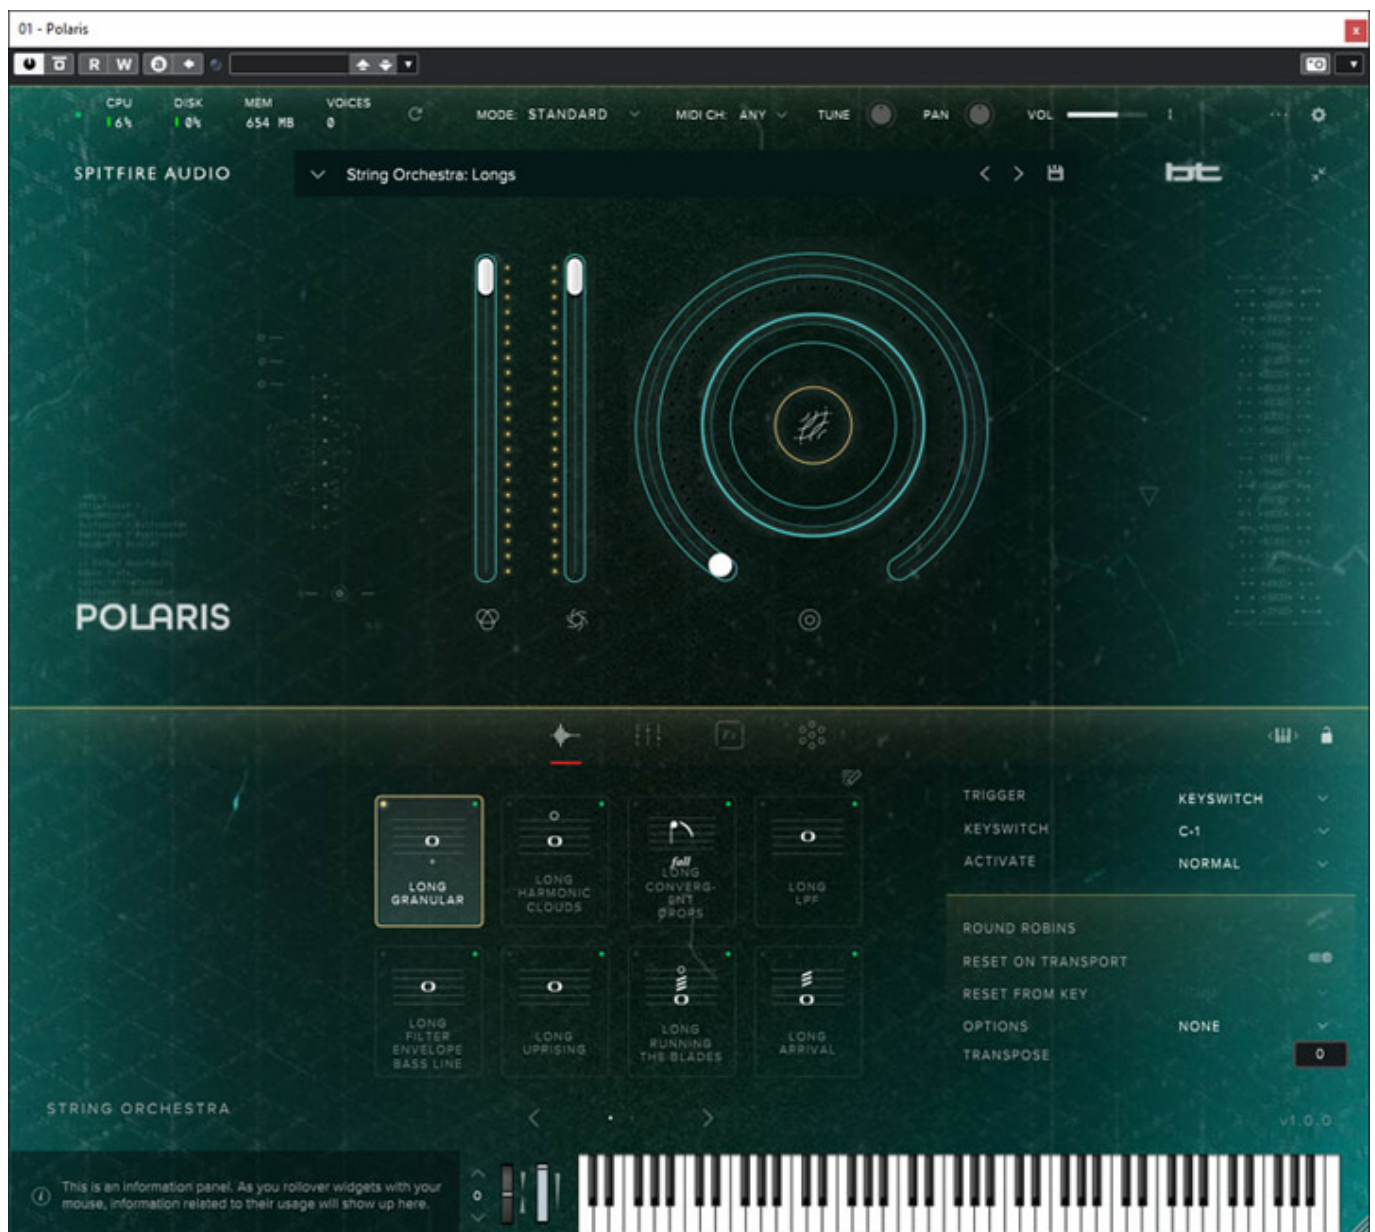 01 - Polaris
x
R W
CPU DISK MEM VOICES
6% 0% 654 MB 0
MODE: STANDARD MIDI CH: ANY TUNE PAN VOL
SPITFIRE AUDIO
String Orchestra: Longs
bt
POLARIS
Fx
TRIGGER KEYSWITCH
KEYSWITCH C-1
ACTIVATE NORMAL
LONG
GRANULAR
LONG
HARMONIC
CLOUDS
fall
LONG
CONVERG-
ENT
DROPS
LONG
LPF
ROUND ROBINS
RESET ON TRANSPORT
RESET FROM KEY
OPTIONS NONE
TRANSPOSE 0
LONG
FILTER
ENVELOPE
BASS LINE
LONG
UPRISING
LONG
RUNNING
THE BLADES
LONG
ARRIVAL
STRING ORCHESTRA
v1.0.0
This is an information panel. As you rollover widgets with your
mouse, information related to their usage will show up here.
0